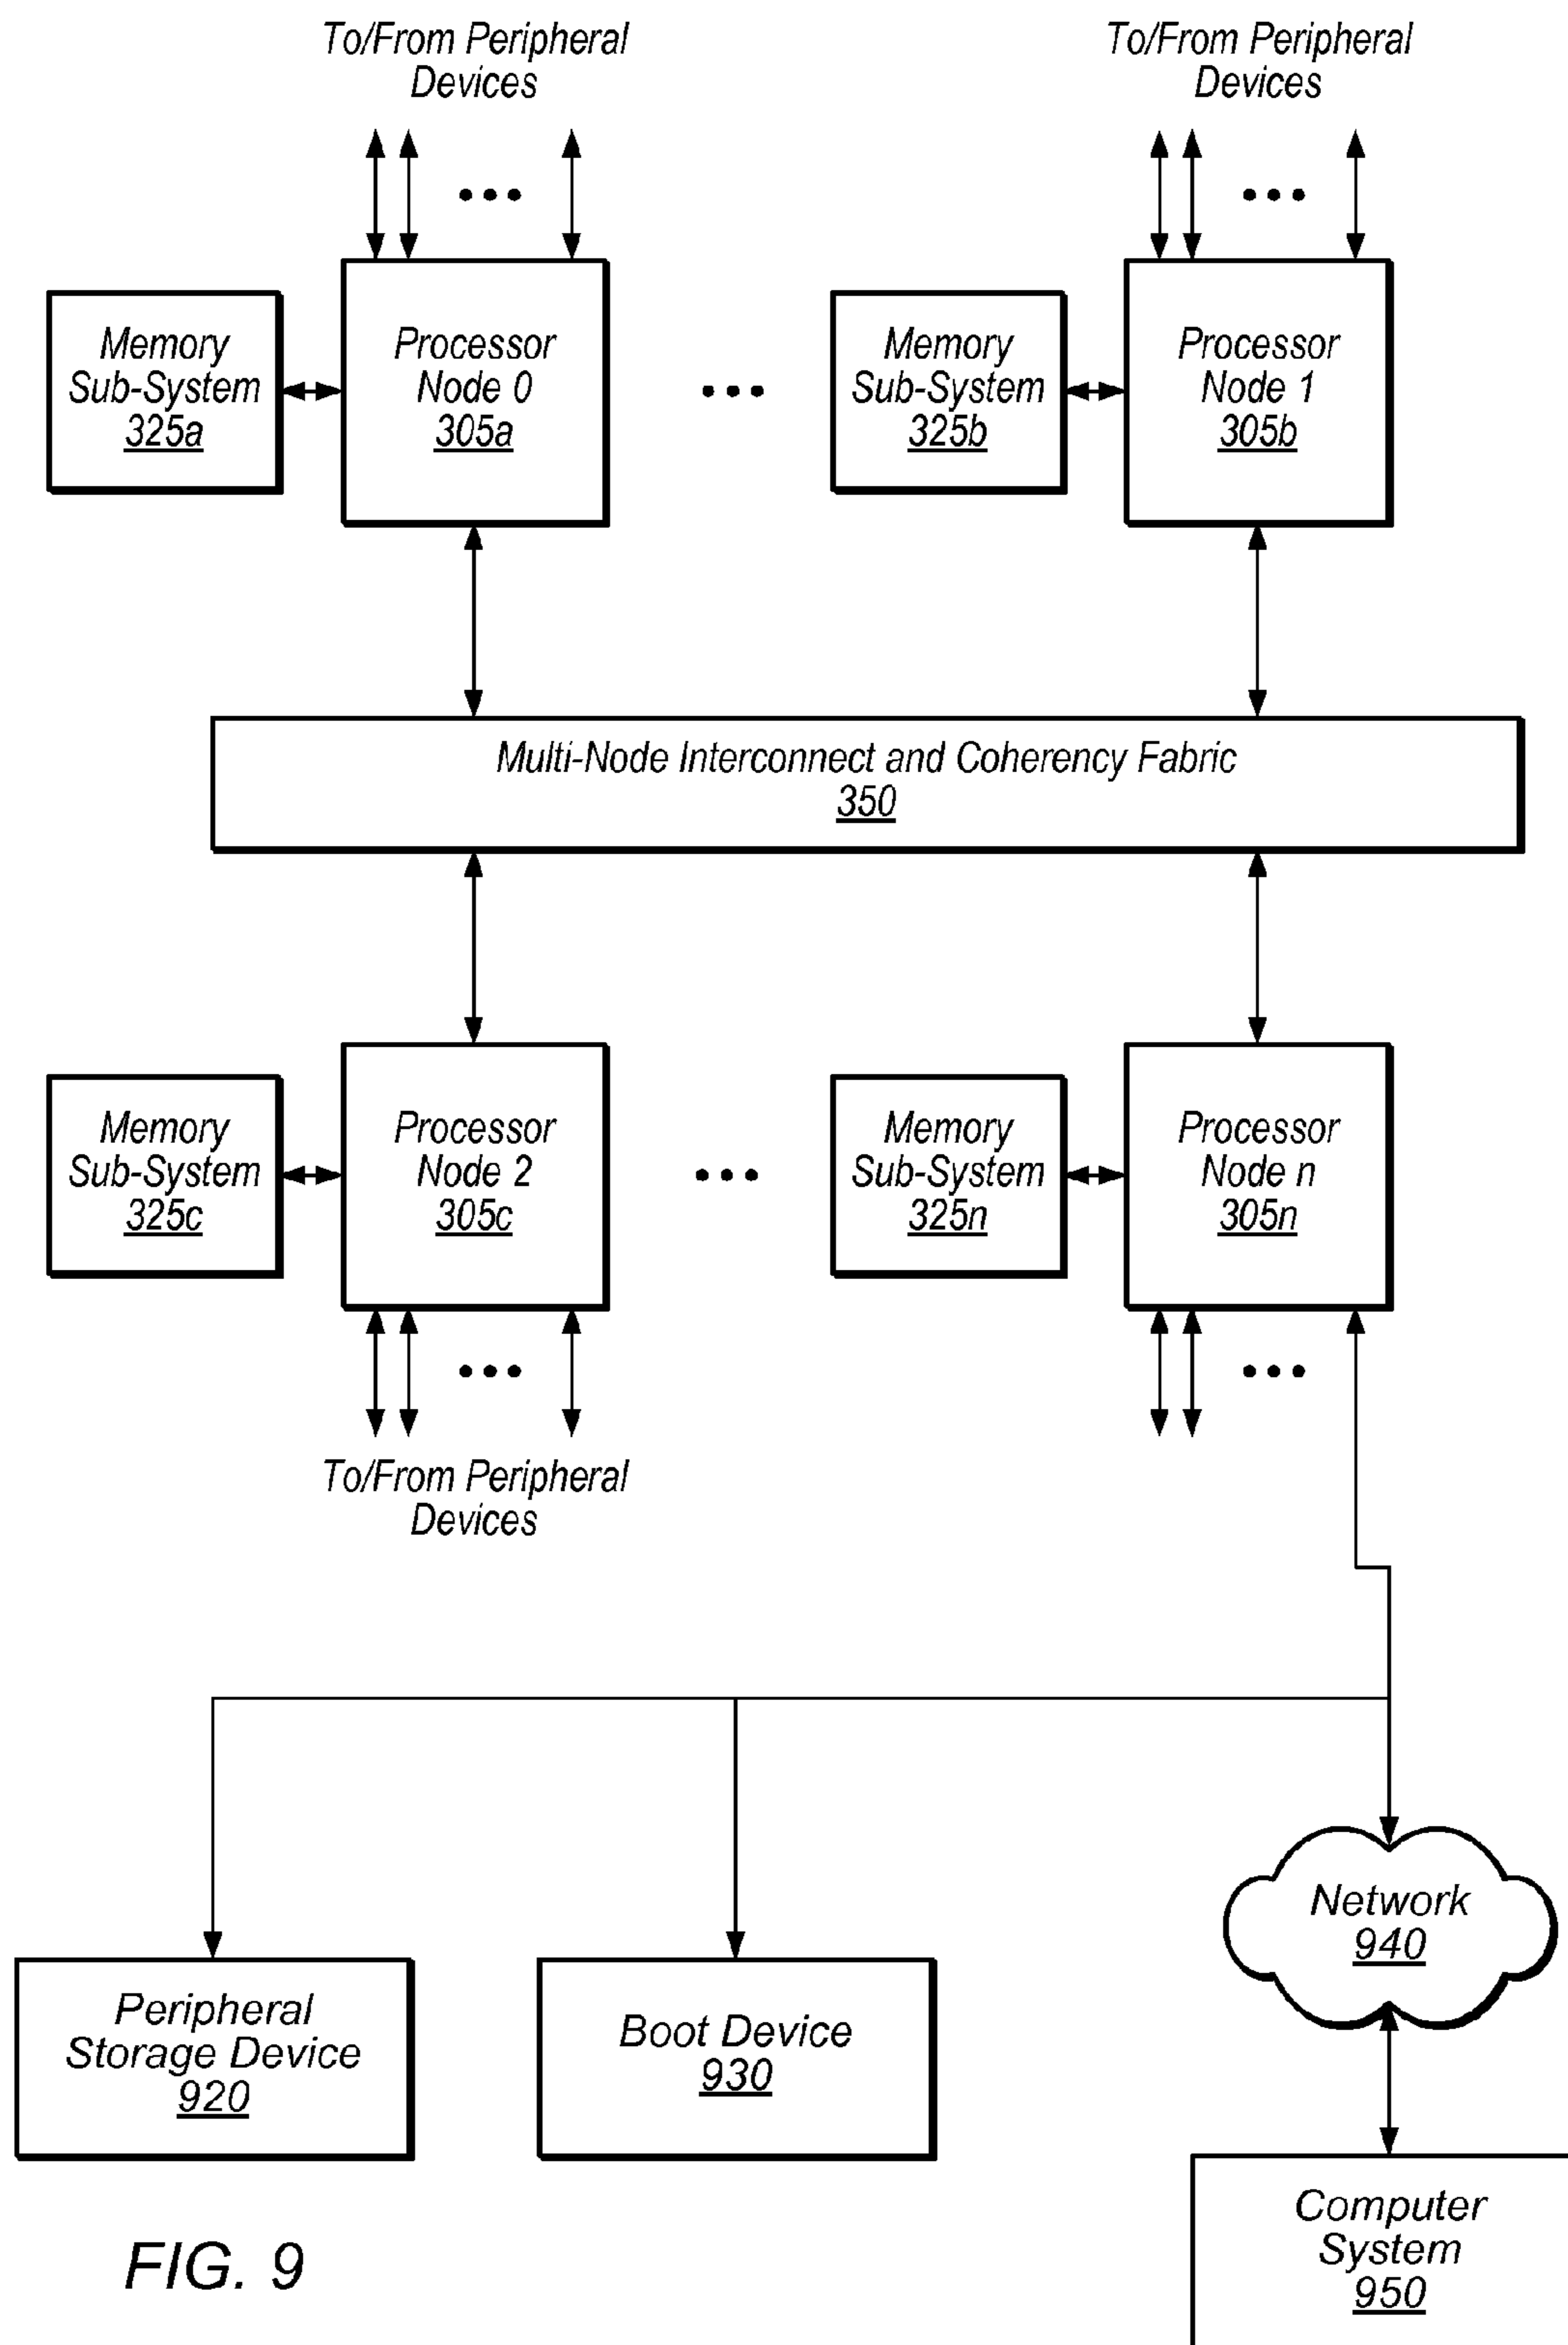 To/From Peripheral
Devices
To/From Peripheral
Devices
Memory
Sub-System
325a
Processor
Node 0
305a
Memory
Sub-System
325b
Processor
Node 1
305b
Multi-Node Interconnect and Coherency Fabric
350
Memory
Sub-System
325c
Processor
Node 2
305c
Memory
Sub-System
325n
Processor
Node n
305n
To/From Peripheral
Devices
Network
940
Peripheral
Storage Device
920
Boot Device
930
Computer
System
950
FIG. 9